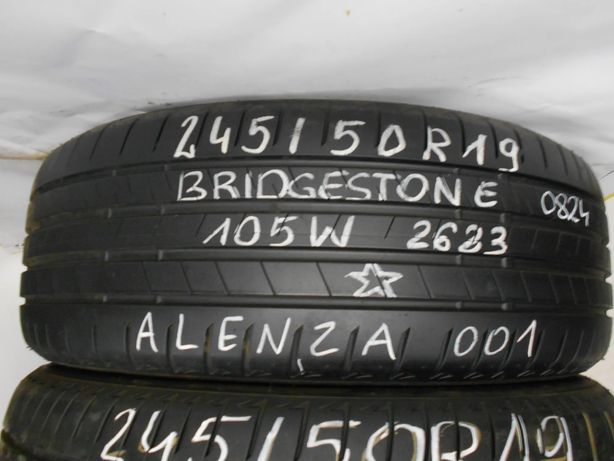 245/50R19
BRIDGESTONE
0824
105W 2623
ALENZA 001
245/50R19